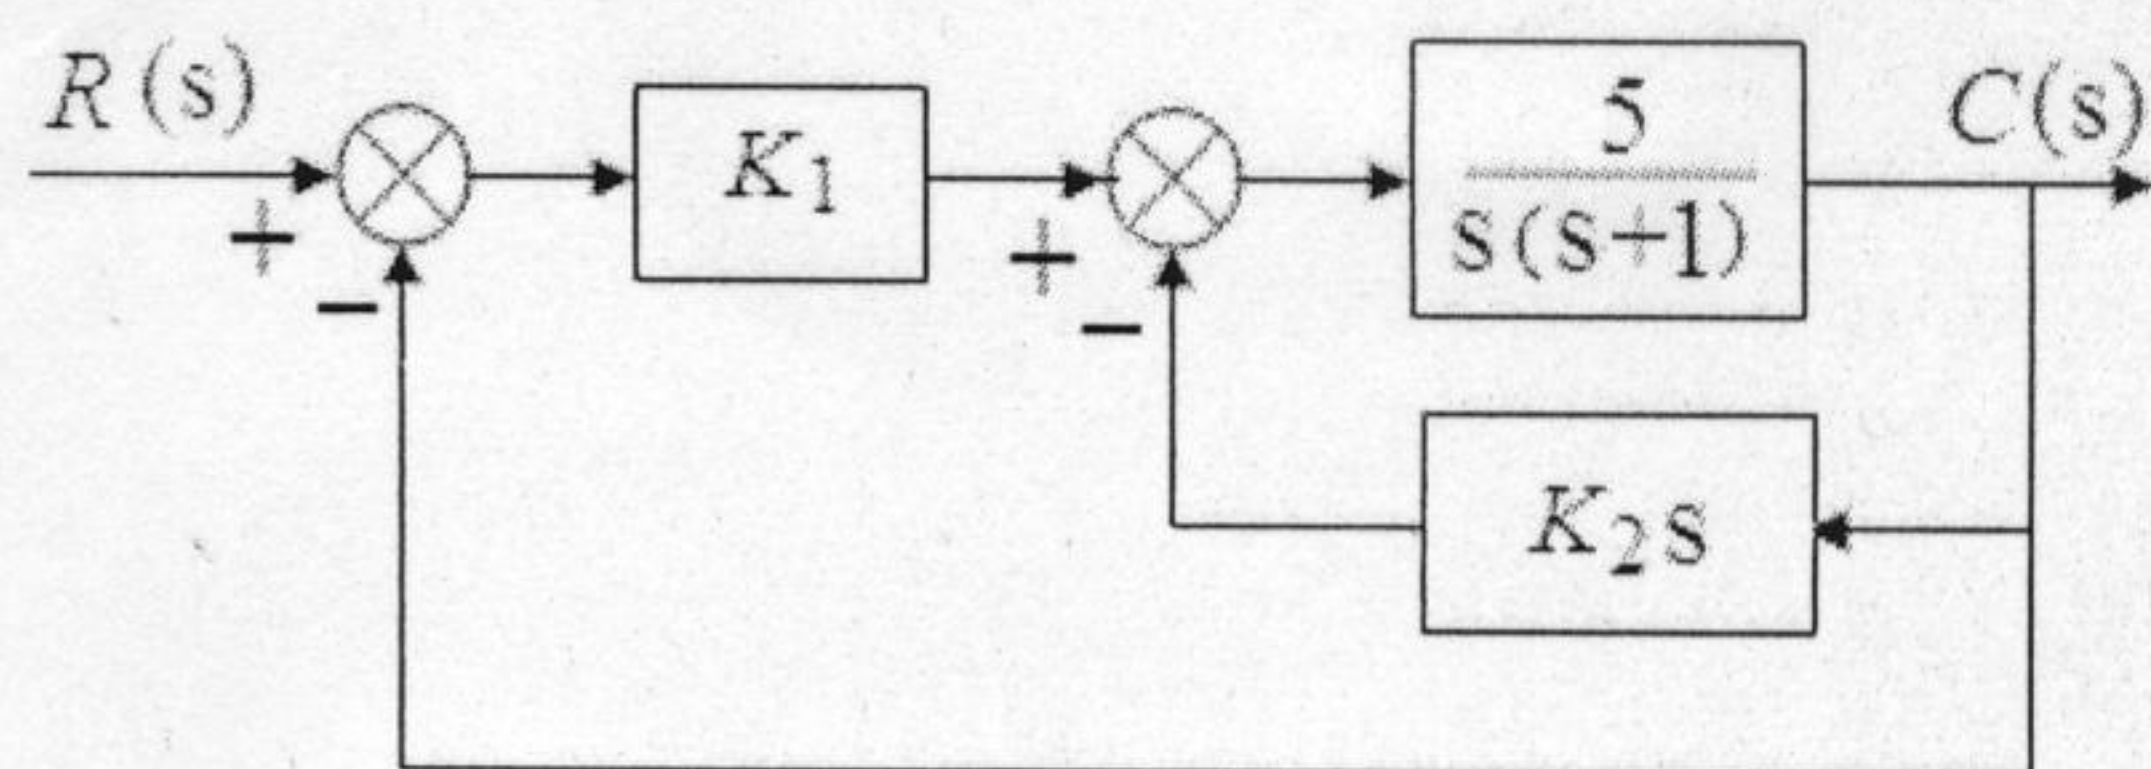 R(s)
+
−
K₁
+
−
5
s(s+1)
C(s)
K₂s